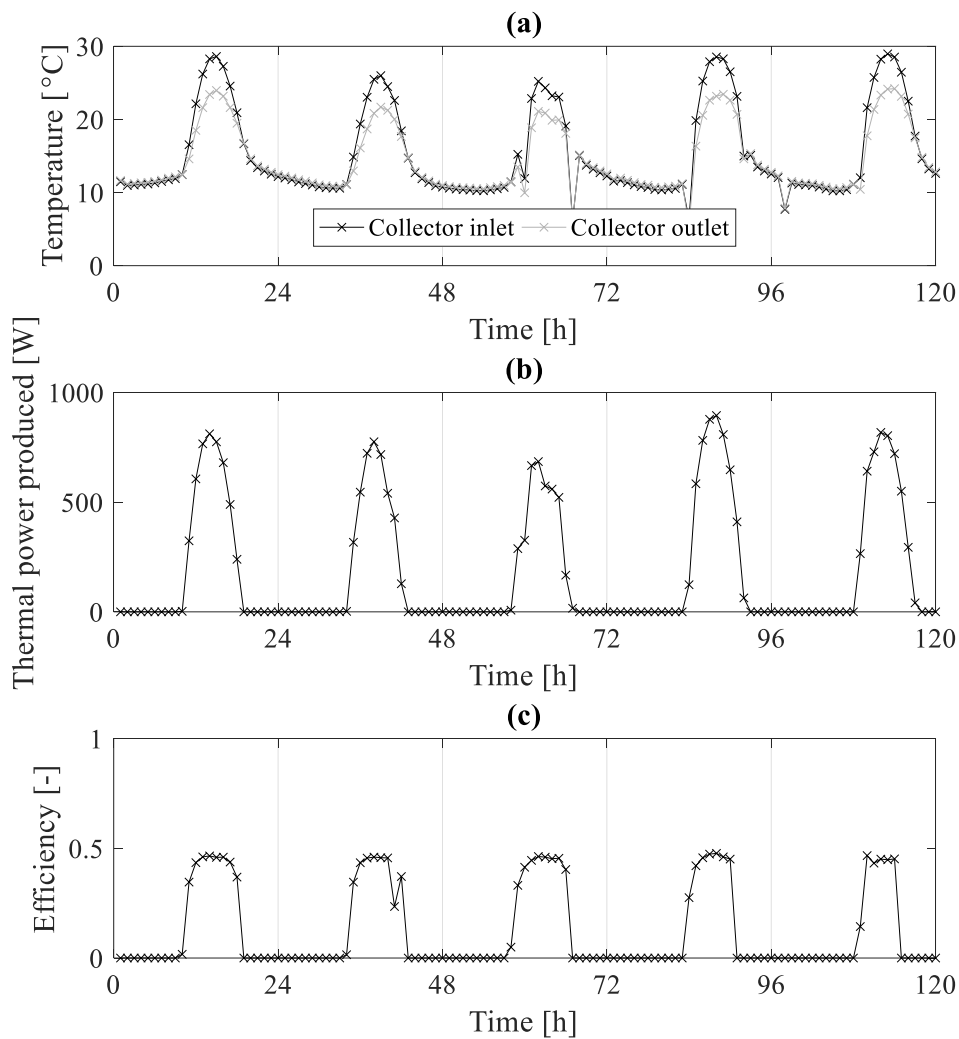 (a)
30
20
10
0
Temperature [ °C]
Collector inlet Collector outlet
0 24 48 72 96 120
Time [h]
(b)
1000
500
0
Thermal power produced [W]
0 24 48 72 96 120
Time [h]
(c)
1
0.5
0
Efficiency [-]
0 24 48 72 96 120
Time [h]